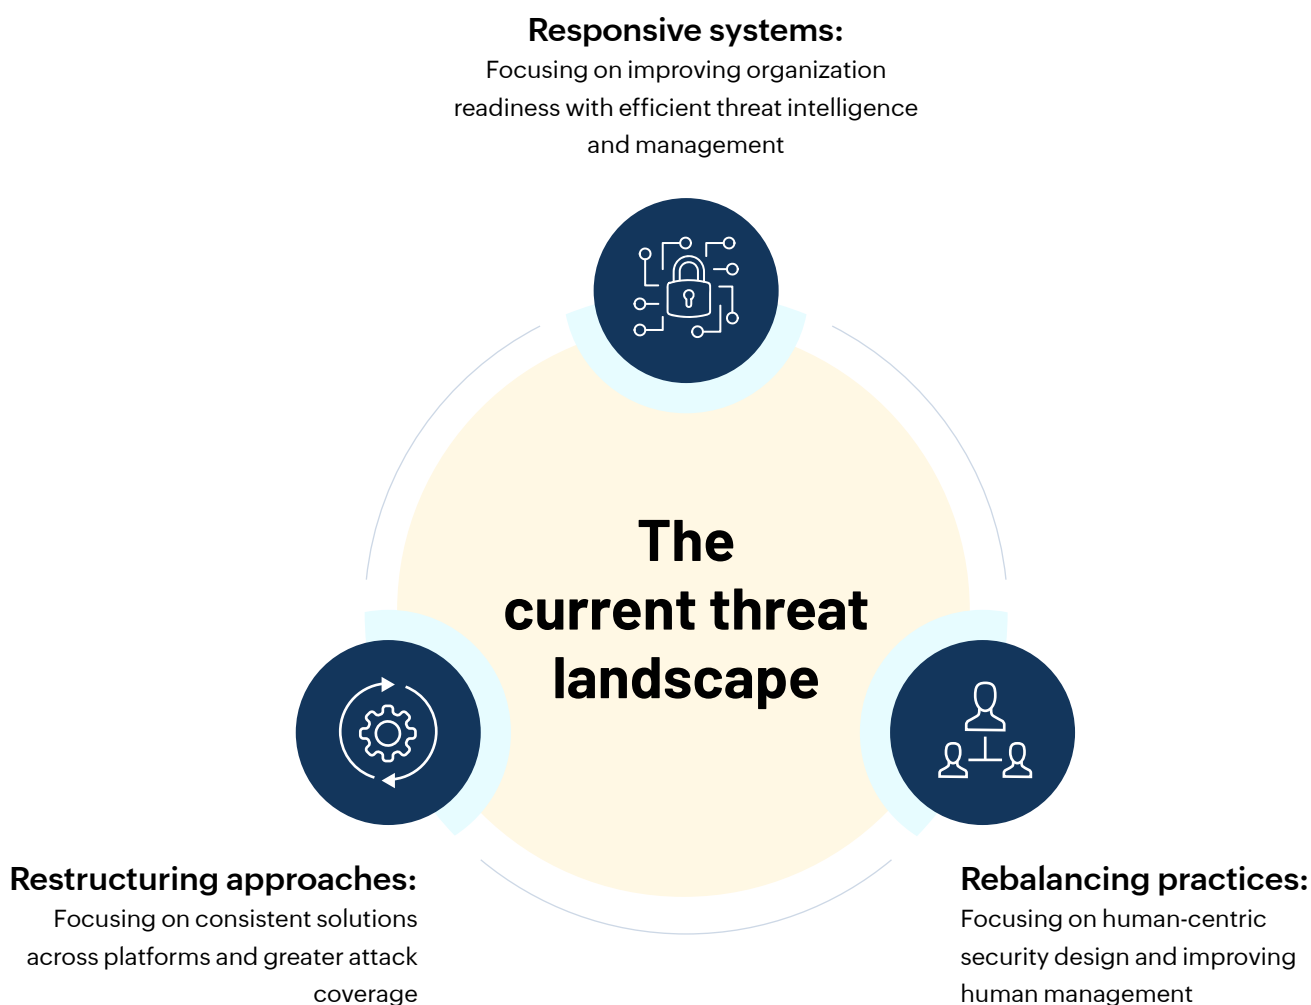 Responsive systems:
Focusing on improving organization
readiness with efficient threat intelligence
and management
The
current threat
landscape
Restructuring approaches:
Focusing on consistent solutions
across platforms and greater attack
coverage
Rebalancing practices:
Focusing on human-centric
security design and improving
human management